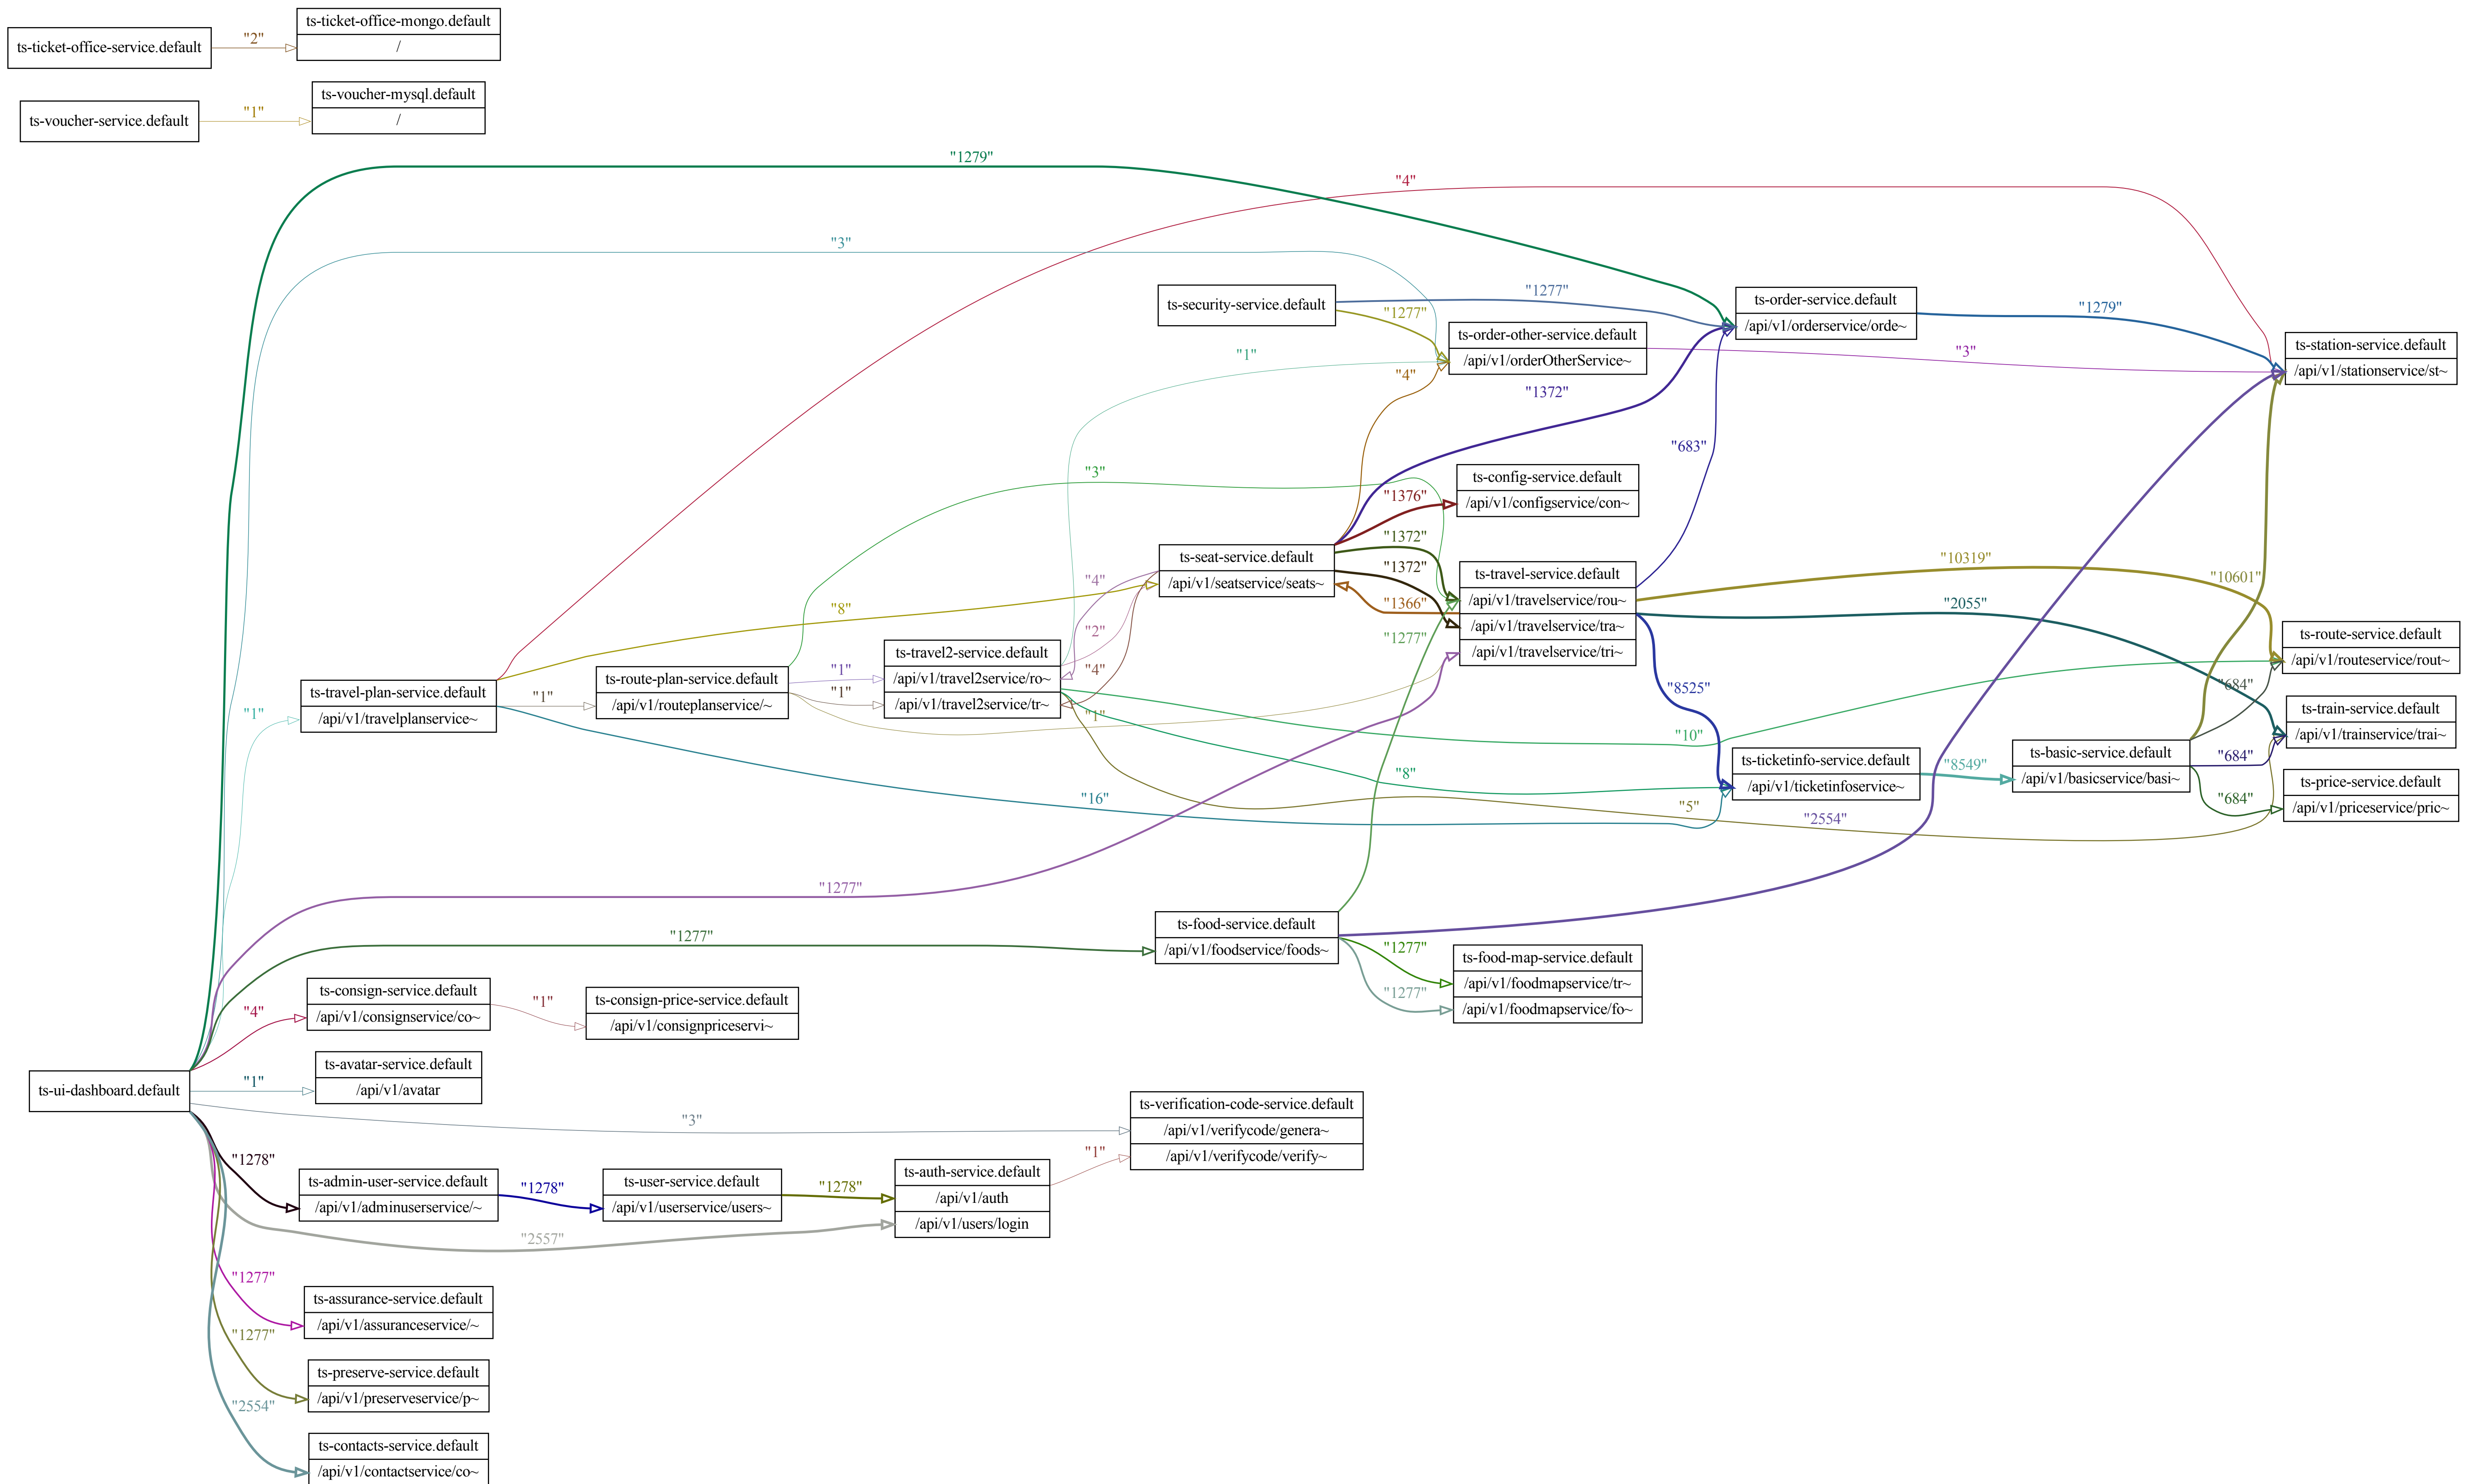 ts-ticket-office-service.default
"2"
ts-ticket-office-mongo.default
/
ts-voucher-service.default
"1"
ts-voucher-mysql.default
/
"1279"
"4"
"3"
ts-security-service.default
"1277"
"1277"
ts-order-service.default
/api/v1/orderservice/orde~
"1279"
ts-order-other-service.default
/api/v1/orderOtherService~
"3"
ts-station-service.default
/api/v1/stationservice/st~
"1"
"4"
"1372"
"683"
"3"
ts-config-service.default
/api/v1/configservice/con~
"1376"
"1372"
"1372"
"1366"
"1277"
ts-seat-service.default
/api/v1/seatservice/seats~
ts-travel-service.default
/api/v1/travelservice/rou~
/api/v1/travelservice/tra~
/api/v1/travelservice/tri~
"10319"
"2055"
"10601"
"8"
"4"
"2"
"4"
"1"
ts-travel2-service.default
/api/v1/travel2service/ro~
/api/v1/travel2service/tr~
ts-route-service.default
/api/v1/routeservice/rout~
ts-travel-plan-service.default
/api/v1/travelplanservice~
"1"
"1"
ts-route-plan-service.default
/api/v1/routeplanservice/~
"1"
"1"
"8525"
"684"
ts-train-service.default
/api/v1/trainservice/trai~
"10"
"8"
"16"
"5"
ts-ticketinfo-service.default
/api/v1/ticketinfoservice~
"8549"
ts-basic-service.default
/api/v1/basicservice/basi~
"684"
"684"
ts-price-service.default
/api/v1/priceservice/pric~
"2554"
"1277"
"1277"
ts-food-service.default
/api/v1/foodservice/foods~
"1277"
"1277"
ts-food-map-service.default
/api/v1/foodmapservice/tr~
/api/v1/foodmapservice/fo~
"4"
ts-consign-service.default
/api/v1/consignservice/co~
"1"
ts-consign-price-service.default
/api/v1/consignpriceservi~
ts-ui-dashboard.default
"1"
ts-avatar-service.default
/api/v1/avatar
"3"
ts-verification-code-service.default
/api/v1/verifycode/genera~
/api/v1/verifycode/verify~
"1278"
ts-admin-user-service.default
/api/v1/adminuserservice/~
"1278"
ts-user-service.default
/api/v1/userservice/users~
"1278"
ts-auth-service.default
/api/v1/auth
/api/v1/users/login
"1"
"2557"
"1277"
ts-assurance-service.default
/api/v1/assuranceservice/~
"1277"
ts-preserve-service.default
/api/v1/preserveservice/p~
"2554"
ts-contacts-service.default
/api/v1/contactservice/co~